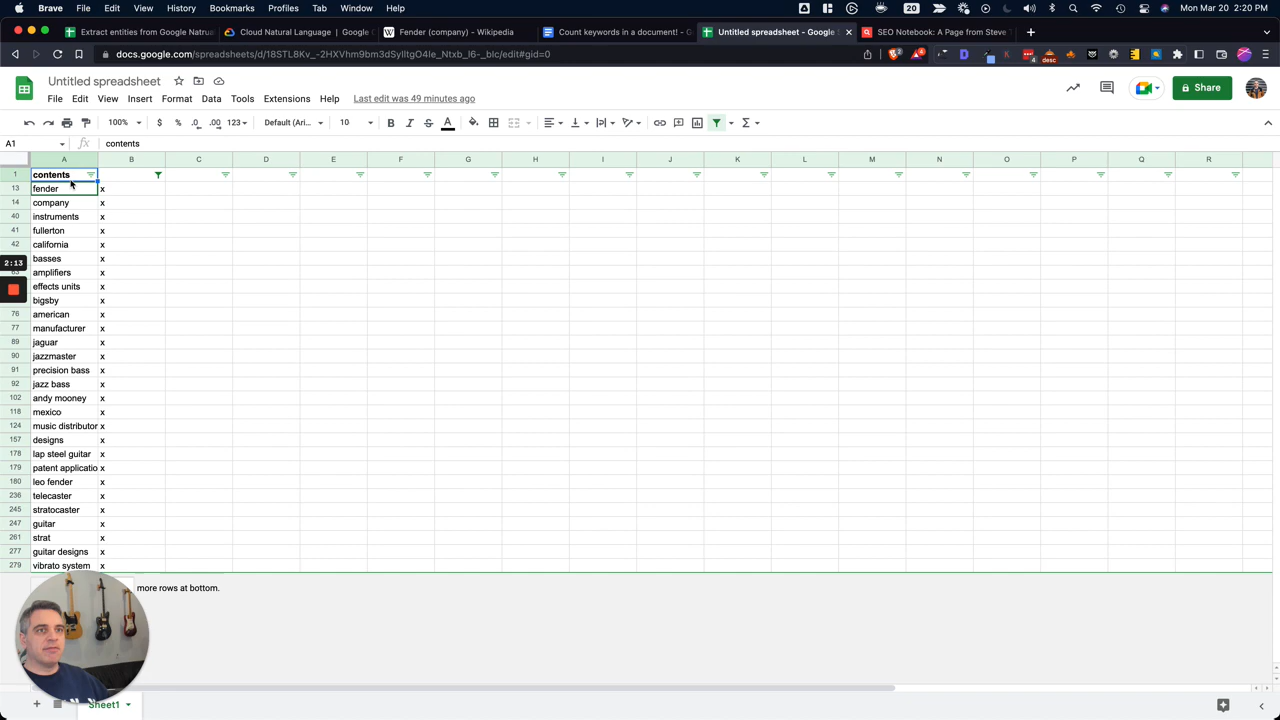 Brave File Edit View History Bookmarks Profiles Tab Window Help 20 Mon Mar 20 2:20 PM
Extract entities from Google Natrua Cloud Natural Language | Google C Fender (company) - Wikipedia Count keywords in a document! - G Untitled spreadsheet - Google SEO Notebook: A Page from Steve T
docs.google.com/spreadsheets/d/18STL8Kv_-2HXVhm9bm3dSylltgO4Ie_Ntxb_l6-_bIc/edit#gid=0
Untitled spreadsheet
File Edit View Insert Format Data Tools Extensions Help Last edit was 49 minutes ago
Share
100% $ % .0 .00 123 Default (Ari... 10 B I S A
A1 fx contents
A B C D E F G H I J K L M N O P Q R
1 contents
13 fender x
14 company x
40 instruments x
41 fullerton x
42 california x
basses x
2:13
63 amplifiers x
effects units x
bigsby x
76 american x
77 manufacturer x
89 jaguar x
90 jazzmaster x
91 precision bass x
92 jazz bass x
102 andy mooney x
118 mexico x
124 music distributor x
157 designs x
178 lap steel guitar x
179 patent applicatio x
180 leo fender x
236 telecaster x
245 stratocaster x
247 guitar x
261 strat x
277 guitar designs x
279 vibrato system x
more rows at bottom.
Sheet1